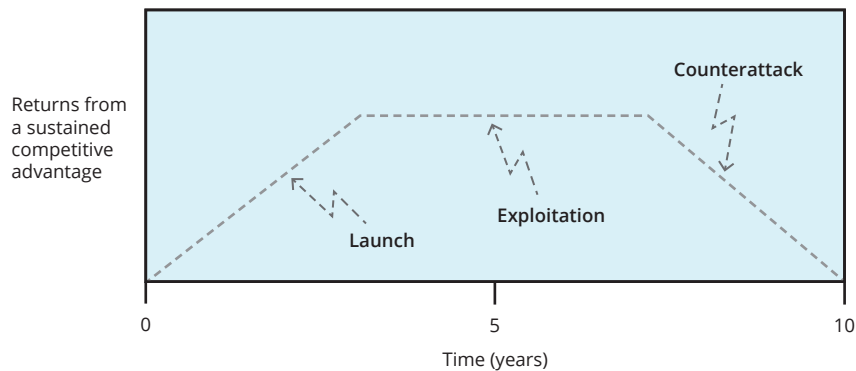 Counterattack
Returns from
a sustained
competitive
advantage
Exploitation
Launch
0
5
10
Time (years)